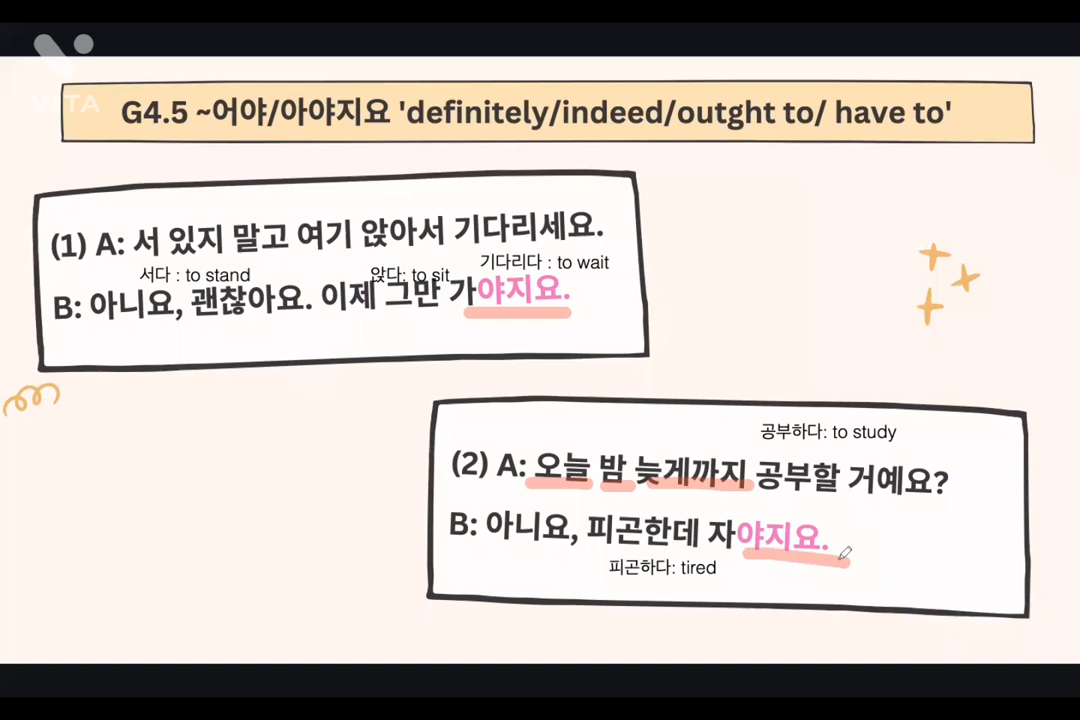 VITA
G4.5 ~어야/아야지요 'definitely/indeed/outght to/ have to'
(1) A: 서 있지 말고 여기 앉아서 기다리세요.
서다 : to stand
앉다: to sit
기다리다 : to wait
B: 아니요, 괜찮아요. 이제 그만 가야지요.
공부하다: to study
(2) A: 오늘 밤 늦게까지 공부할 거예요?
B: 아니요, 피곤한데 자야지요.
피곤하다: tired